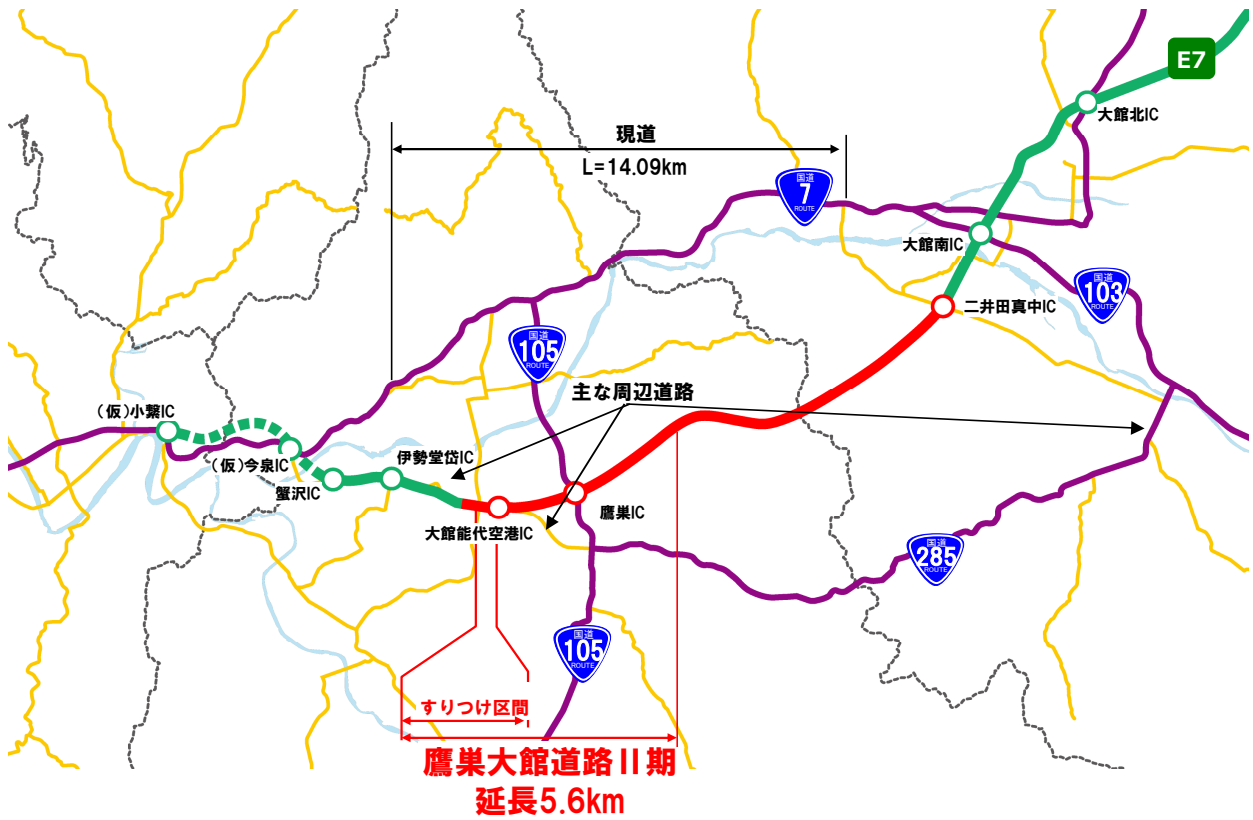 E7
大館北IC
現道
L=14.09km
国道
7
ROUTE
大館南IC
国道
103
ROUTE
二井田真中IC
国道
105
ROUTE
主な周辺道路
(仮)小繋IC
(仮)今泉IC
蟹沢IC
伊勢堂岱IC
大館能代空港IC
鷹巣IC
国道
285
ROUTE
国道
105
ROUTE
すりつけ区間
鷹巣大館道路Ⅱ期
延長5.6km